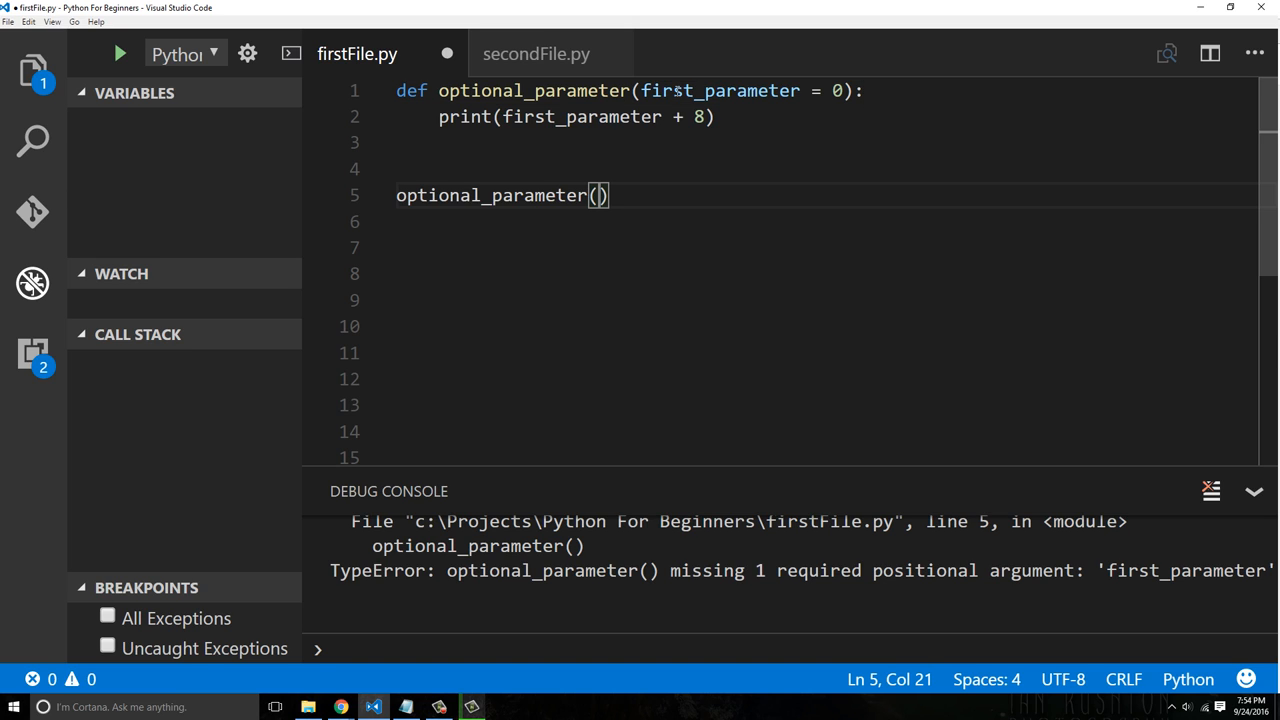 ● firstFile.py - Python For Beginners - Visual Studio Code
File Edit View Go Help
1
Python
firstFile.py
secondFile.py
VARIABLES
WATCH
CALL STACK
2
BREAKPOINTS
All Exceptions
Uncaught Exceptions
1 def optional_parameter(first_parameter = 0):
2 print(first_parameter + 8)
3
4
5 optional_parameter()
6
7
8
9
10
11
12
13
14
15
DEBUG CONSOLE
File "c:\Projects\Python For Beginners\firstFile.py", line 5, in <module>
optional_parameter()
TypeError: optional_parameter() missing 1 required positional argument: 'first_parameter'
0 0 Ln 5, Col 21 Spaces: 4 UTF-8 CRLF Python
I'm Cortana. Ask me anything.
7:54 PM
9/24/2016